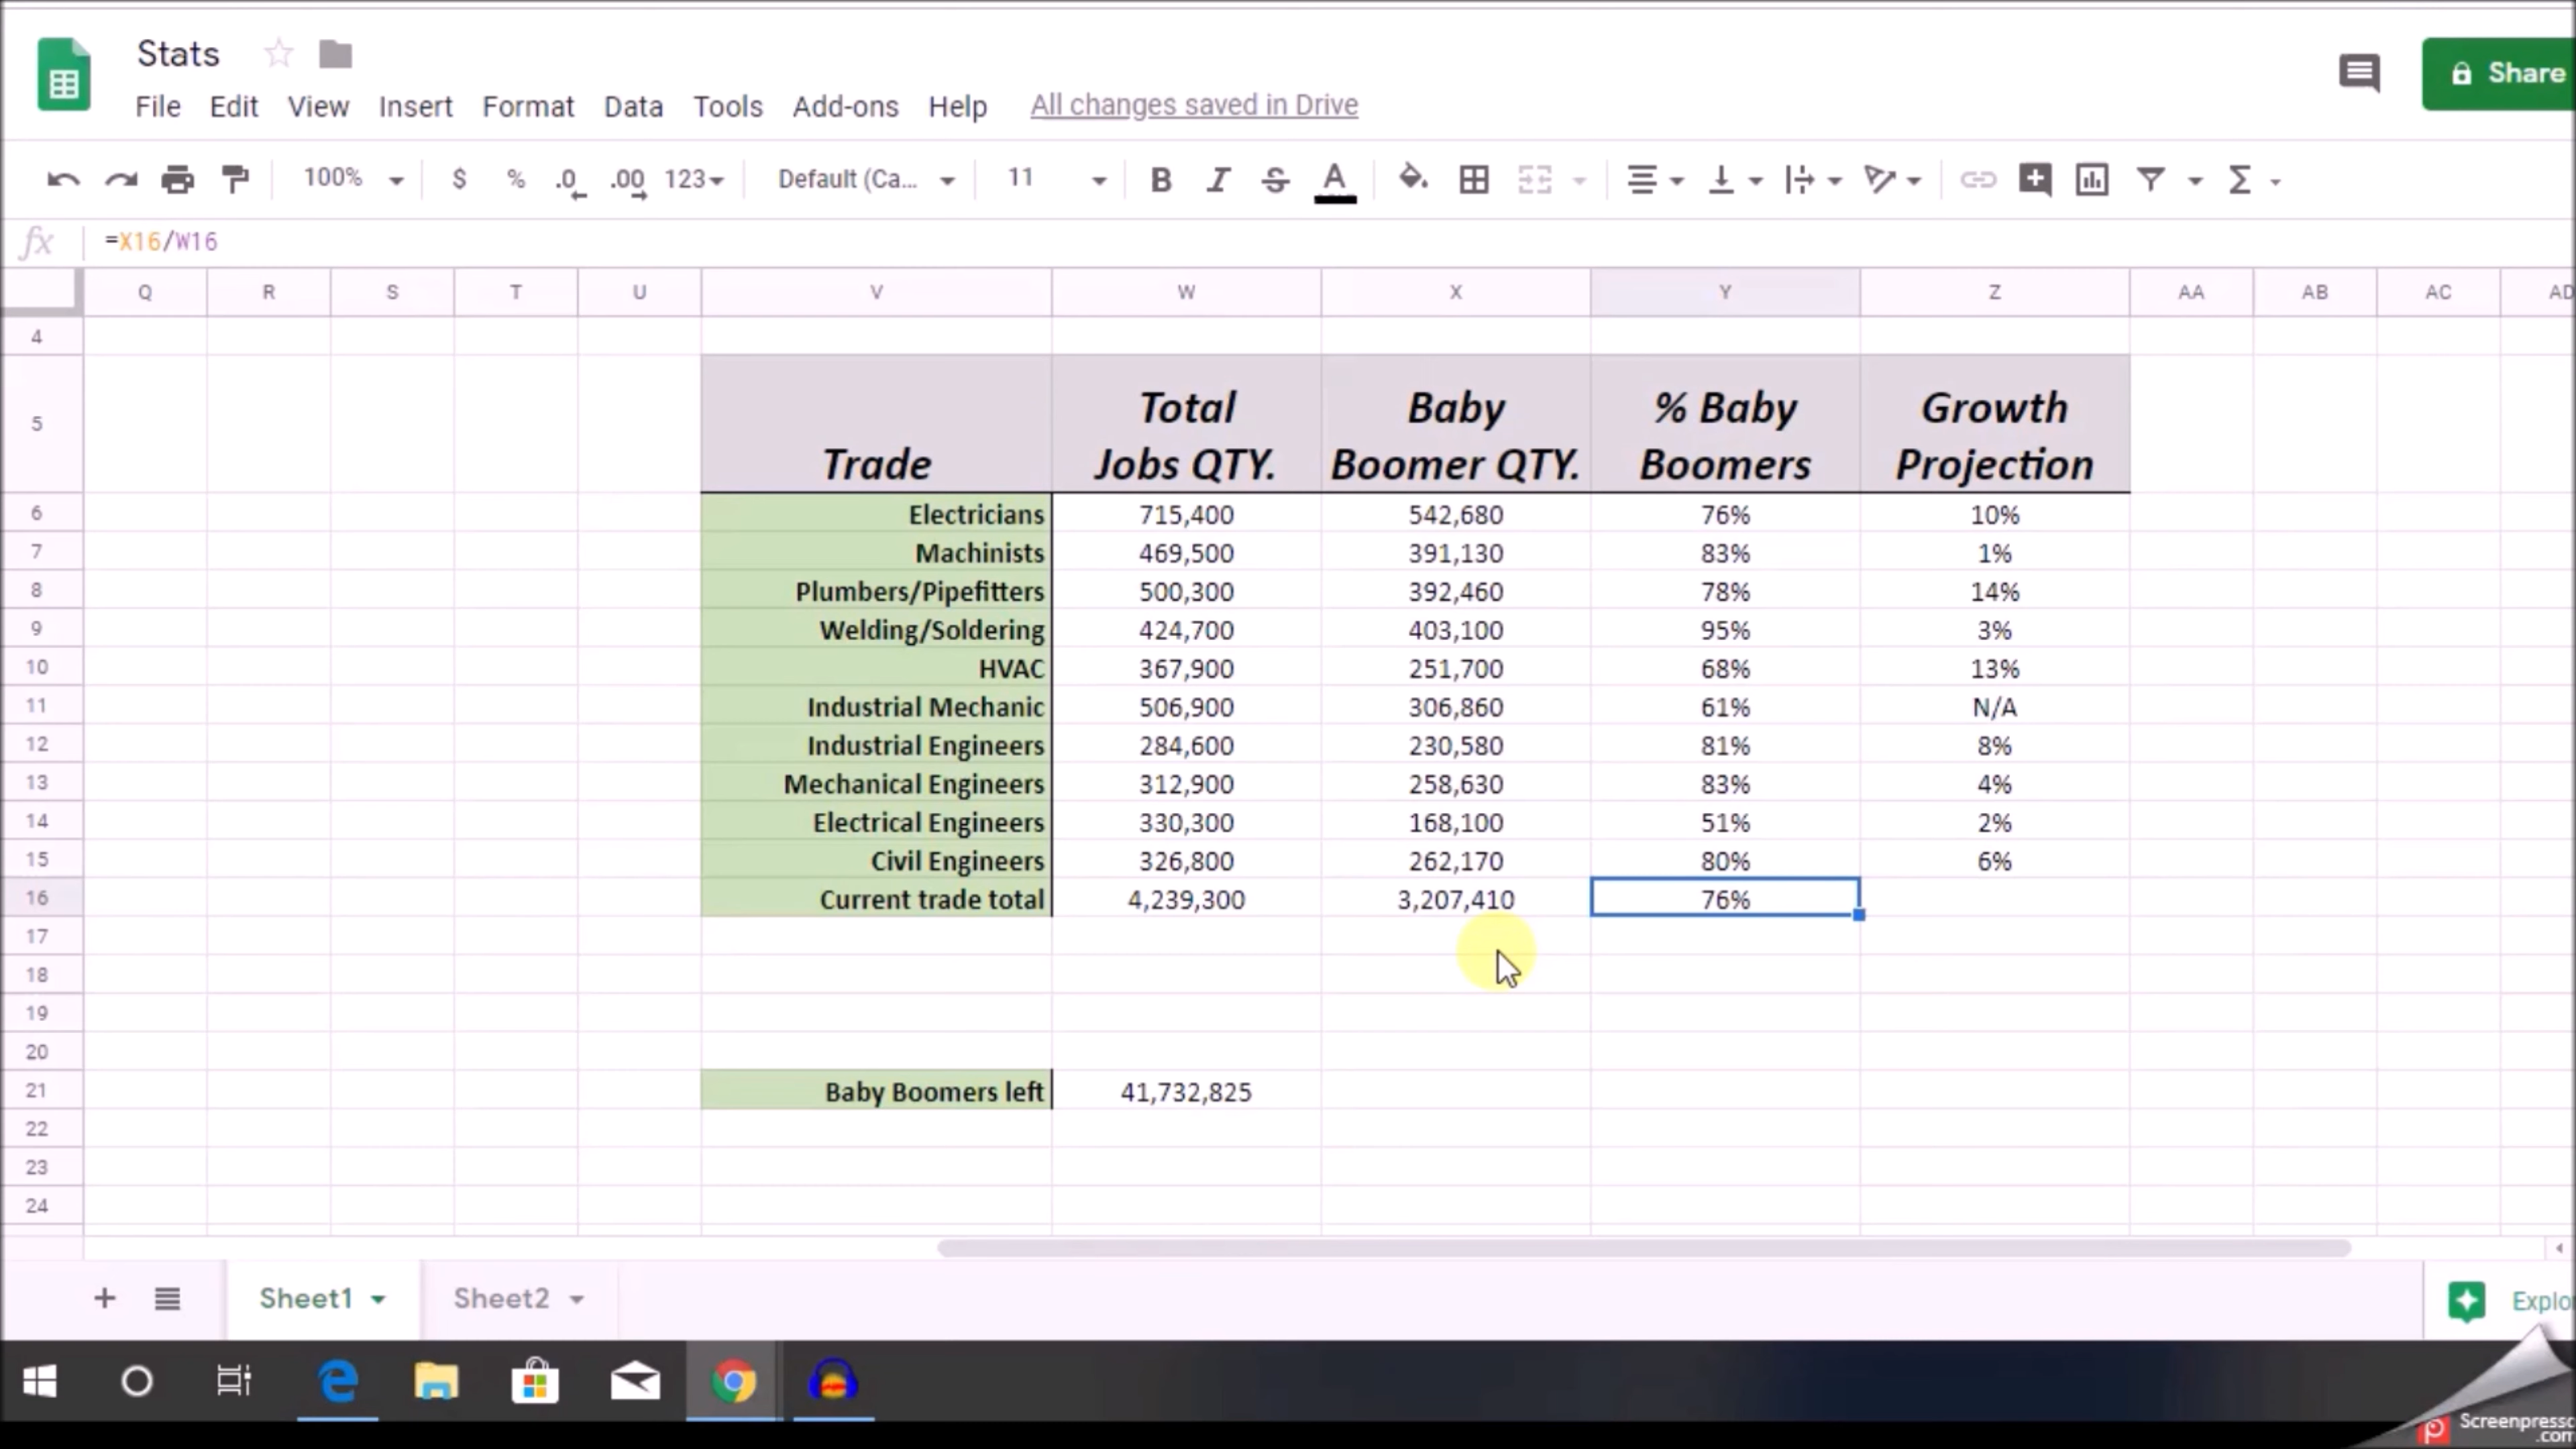 Stats
File Edit View Insert Format Data Tools Add-ons Help All changes saved in Drive
Share
100% $ % .0 .00 123 Default (Ca... 11 B I S A
fx =X16/W16
Q R S T U V W X Y Z AA AB AC AD
4
5 Trade Total Jobs QTY. Baby Boomer QTY. % Baby Boomers Growth Projection
6 Electricians 715,400 542,680 76% 10%
7 Machinists 469,500 391,130 83% 1%
8 Plumbers/Pipefitters 500,300 392,460 78% 14%
9 Welding/Soldering 424,700 403,100 95% 3%
10 HVAC 367,900 251,700 68% 13%
11 Industrial Mechanic 506,900 306,860 61% N/A
12 Industrial Engineers 284,600 230,580 81% 8%
13 Mechanical Engineers 312,900 258,630 83% 4%
14 Electrical Engineers 330,300 168,100 51% 2%
15 Civil Engineers 326,800 262,170 80% 6%
16 Current trade total 4,239,300 3,207,410 76%
17
18
19
20
21 Baby Boomers left 41,732,825
22
23
24
Sheet1 Sheet2 Explo
Screenpresso
.com